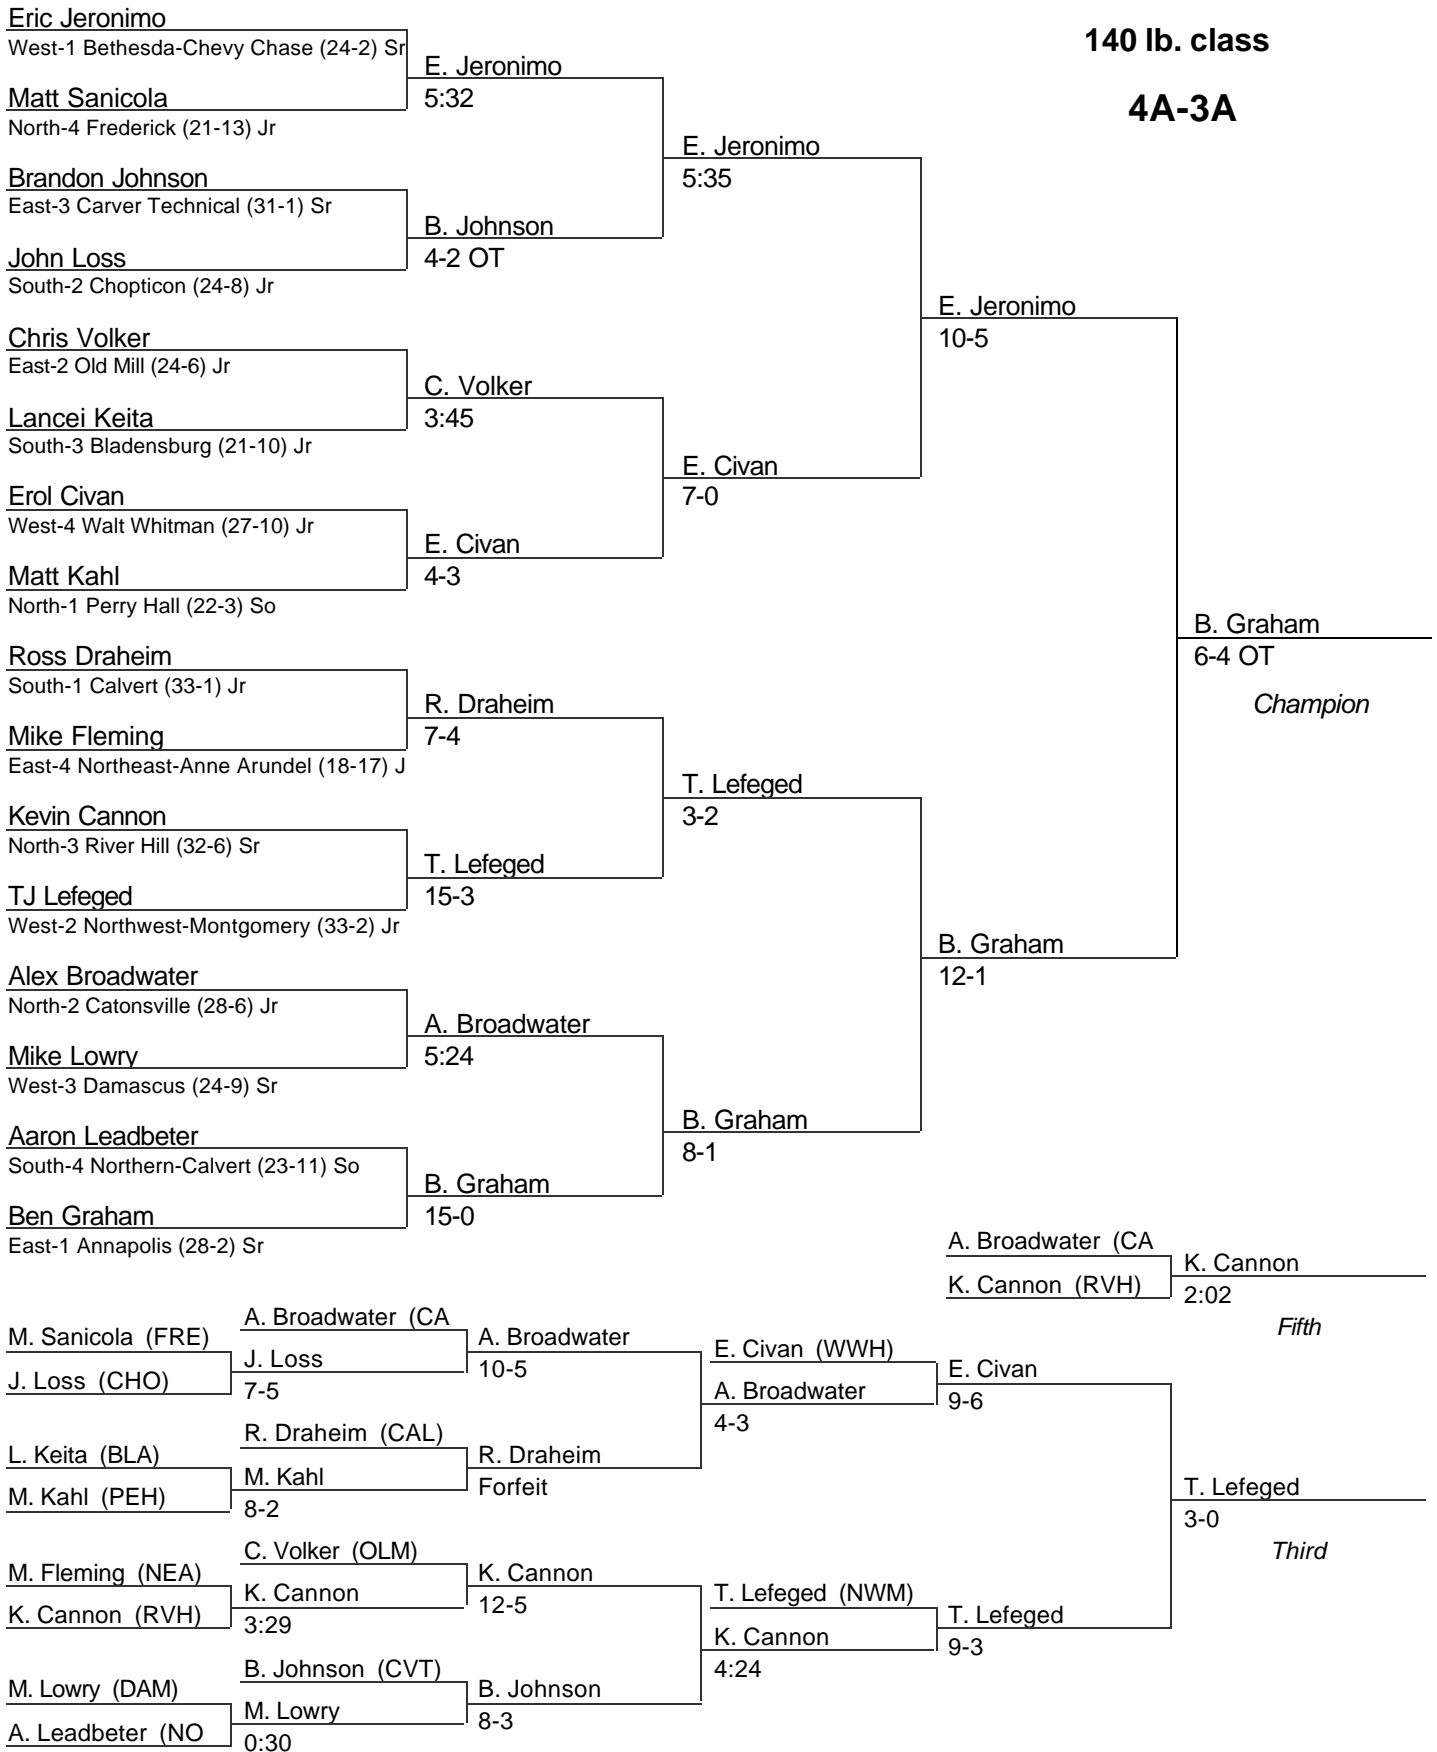 140 lb. class
4A-3A
Eric Jeronimo
West-1 Bethesda-Chevy Chase (24-2) Sr
Matt Sanicola
North-4 Frederick (21-13) Jr
Brandon Johnson
East-3 Carver Technical (31-1) Sr
John Loss
South-2 Chopticon (24-8) Jr
Chris Volker
East-2 Old Mill (24-6) Jr
Lancei Keita
South-3 Bladensburg (21-10) Jr
Erol Civan
West-4 Walt Whitman (27-10) Jr
Matt Kahl
North-1 Perry Hall (22-3) So
Ross Draheim
South-1 Calvert (33-1) Jr
Mike Fleming
East-4 Northeast-Anne Arundel (18-17) J
Kevin Cannon
North-3 River Hill (32-6) Sr
TJ Lefeged
West-2 Northwest-Montgomery (33-2) Jr
Alex Broadwater
North-2 Catonsville (28-6) Jr
Mike Lowry
West-3 Damascus (24-9) Sr
Aaron Leadbeter
South-4 Northern-Calvert (23-11) So
Ben Graham
East-1 Annapolis (28-2) Sr
E. Jeronimo
5:32
B. Johnson
4-2 OT
C. Volker
3:45
E. Civan
4-3
R. Draheim
7-4
T. Lefeged
15-3
A. Broadwater
5:24
B. Graham
15-0
E. Jeronimo
5:35
E. Civan
7-0
T. Lefeged
3-2
B. Graham
8-1
E. Jeronimo
10-5
B. Graham
12-1
B. Graham
6-4 OT
Champion
A. Broadwater (CA
K. Cannon (RVH)
K. Cannon
2:02
Fifth
M. Sanicola (FRE)
J. Loss (CHO)
L. Keita (BLA)
M. Kahl (PEH)
M. Fleming (NEA)
K. Cannon (RVH)
M. Lowry (DAM)
A. Leadbeter (NO
A. Broadwater (CA
J. Loss
7-5
R. Draheim (CAL)
M. Kahl
8-2
C. Volker (OLM)
K. Cannon
3:29
B. Johnson (CVT)
M. Lowry
0:30
A. Broadwater
10-5
R. Draheim
Forfeit
K. Cannon
12-5
B. Johnson
8-3
E. Civan (WWH)
A. Broadwater
4-3
T. Lefeged (NWM)
K. Cannon
4:24
E. Civan
9-6
T. Lefeged
9-3
T. Lefeged
3-0
Third